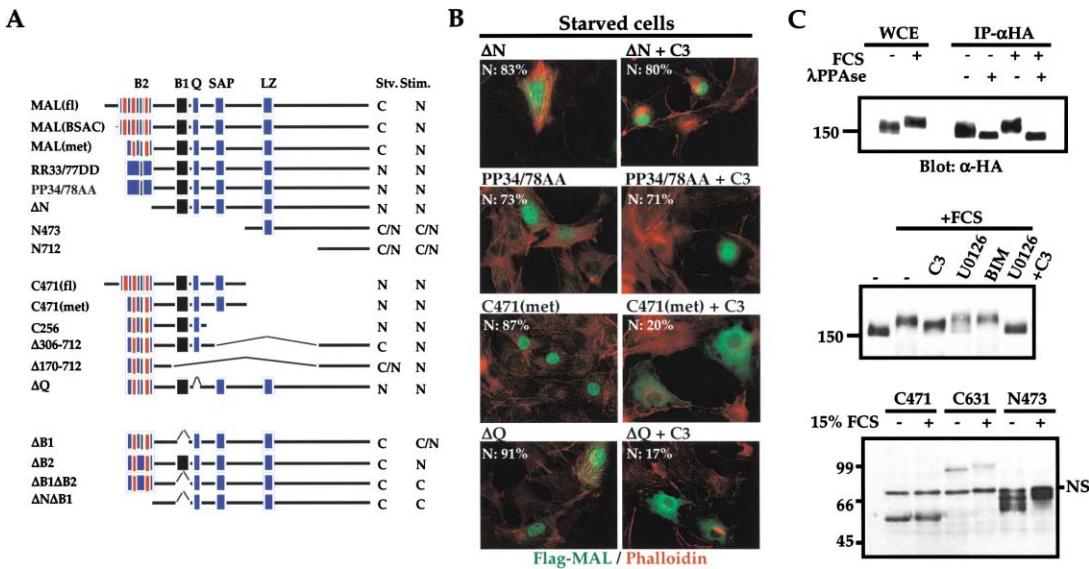 A
B2 B1 Q SAP LZ
Stv. Stim.
MAL(fl) C N
MAL(BSAC) C N
MAL(met) C N
RR33/77DD N N
PP34/78AA N N
ΔN N N
N473 C/N C/N
N712 C/N C/N
C471(fl) N N
C471(met) N N
C256 N N
Δ306-712 C N
Δ170-712 C/N N
ΔQ N N
ΔB1 C C/N
ΔB2 C N
ΔB1ΔB2 C C
ΔNΔB1 C C
B
Starved cells
ΔN ΔN + C3
N: 83% N: 80%
PP34/78AA PP34/78AA + C3
N: 73% N: 71%
C471(met) C471(met) + C3
N: 87% N: 20%
ΔQ ΔQ + C3
N: 91% N: 17%
Flag-MAL / Phalloidin
C
WCE IP-αHA
FCS - + - - + +
λPPAse - + - +
150
Blot: α-HA
+FCS
- - C3 U0126 BIM U0126 +C3
150
C471 C631 N473
15% FCS - + - + - +
99
NS
66
45